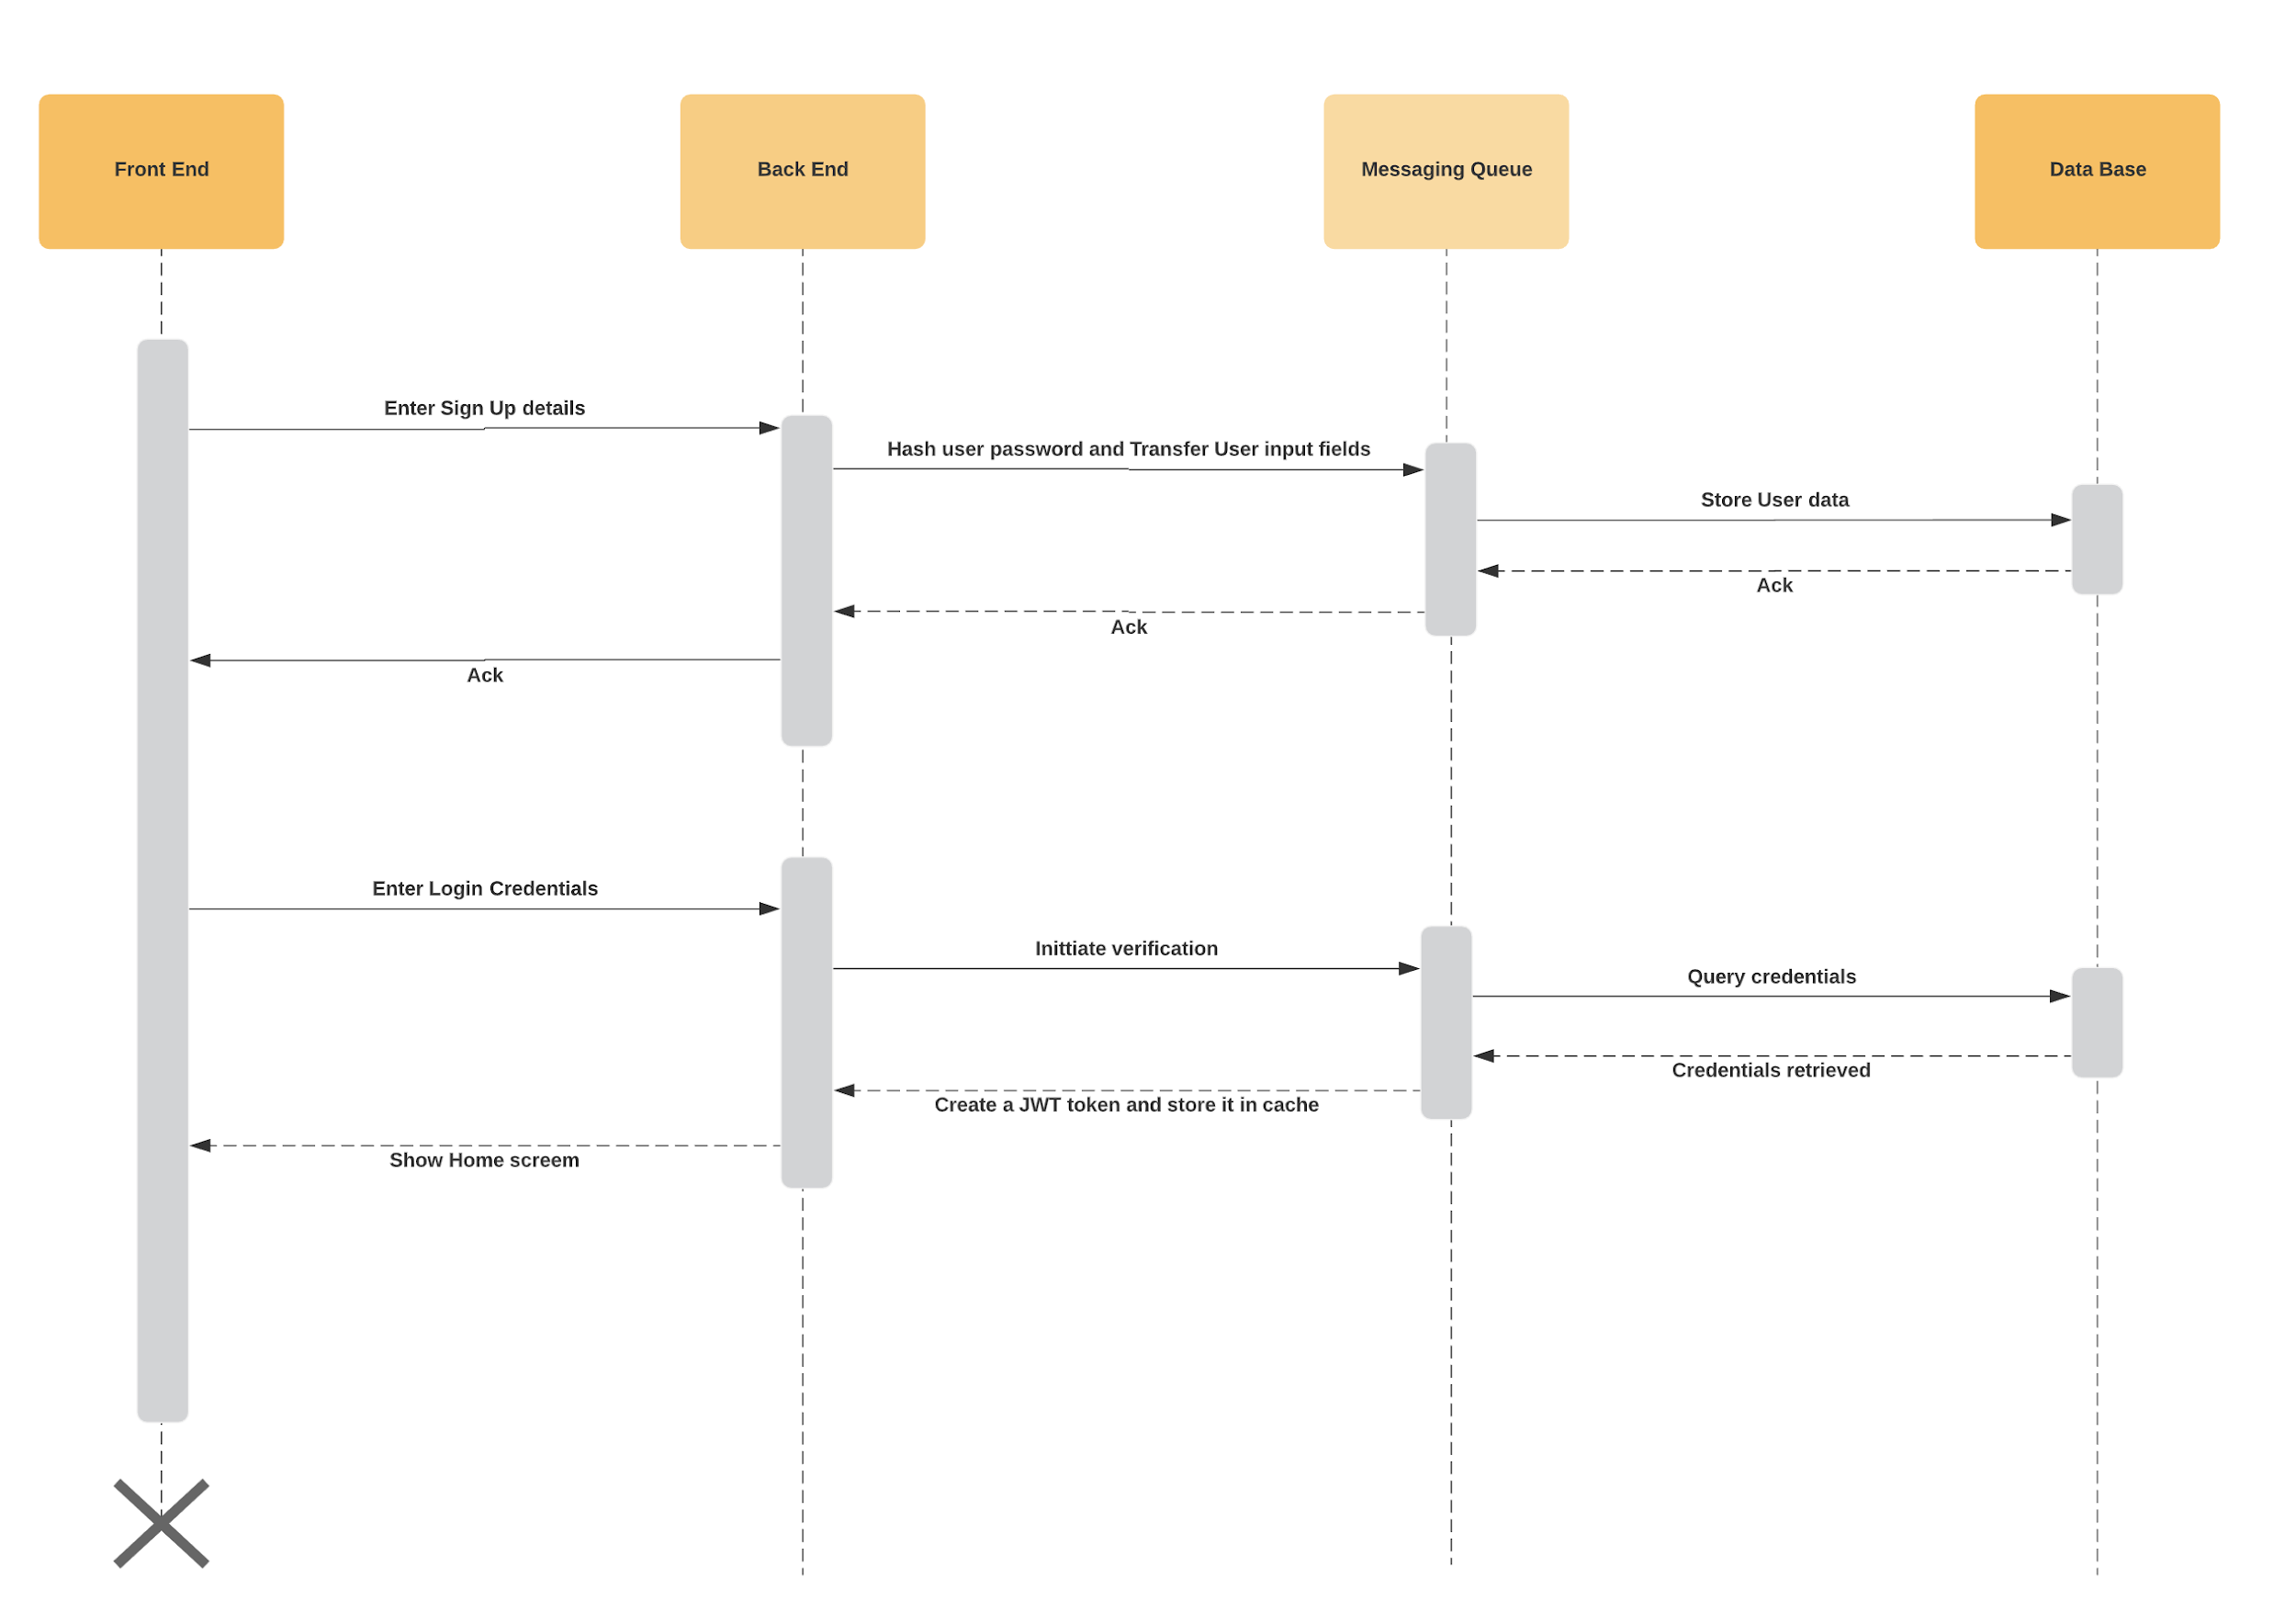 Front End
Back End
Messaging Queue
Data Base
Enter Sign Up details
Hash user password and Transfer User input fields
Store User data
Ack
Ack
Ack
Enter Login Credentials
Inittiate verification
Query credentials
Credentials retrieved
Create a JWT token and store it in cache
Show Home screem